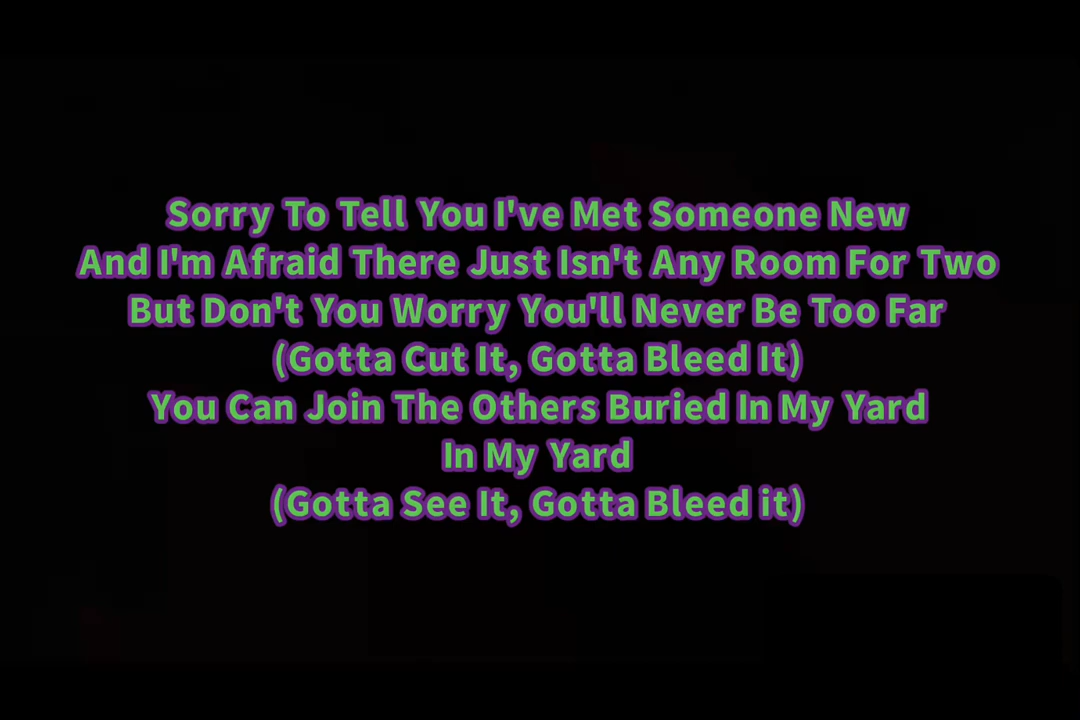 Sorry To Tell You I've Met Someone New
And I'm Afraid There Just Isn't Any Room For Two
But Don't You Worry You'll Never Be Too Far
(Gotta Cut It, Gotta Bleed It)
You Can Join The Others Buried In My Yard
In My Yard
(Gotta See It, Gotta Bleed it)